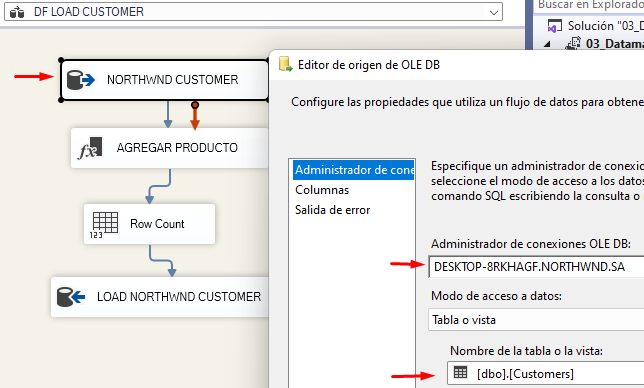 DF LOAD CUSTOMER
Buscar en Explorado
Solución "03_D
03_Datama
NORTHWND CUSTOMER
AGREGAR PRODUCTO
fx
Row Count
123
LOAD NORTHWND CUSTOMER
Editor de origen de OLE DB
Configure las propiedades que utiliza un flujo de datos para obtene
Administrador de cone
Columnas
Salida de error
Especifique un administrador de conexio
seleccione el modo de acceso a los datos
comando SQL escribiendo la consulta o
Administrador de conexiones OLE DB:
DESKTOP-8RKHAGF.NORTHWND.SA
Modo de acceso a datos:
Tabla o vista
Nombre de la tabla o la vista:
[dbo].[Customers]